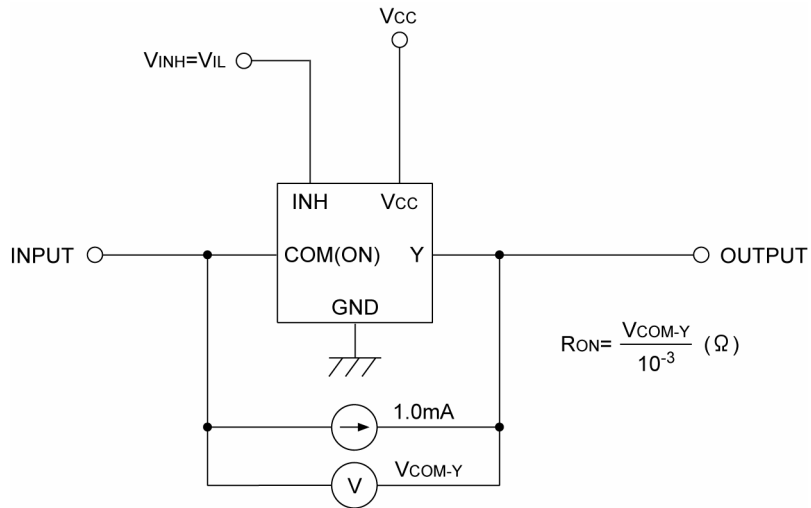 VCC
VINH=VIL
INH VCC
INPUT COM(ON) Y OUTPUT
GND
RON= VCOM-Y / 10-3 (Ω)
1.0mA
VCOM-Y
V